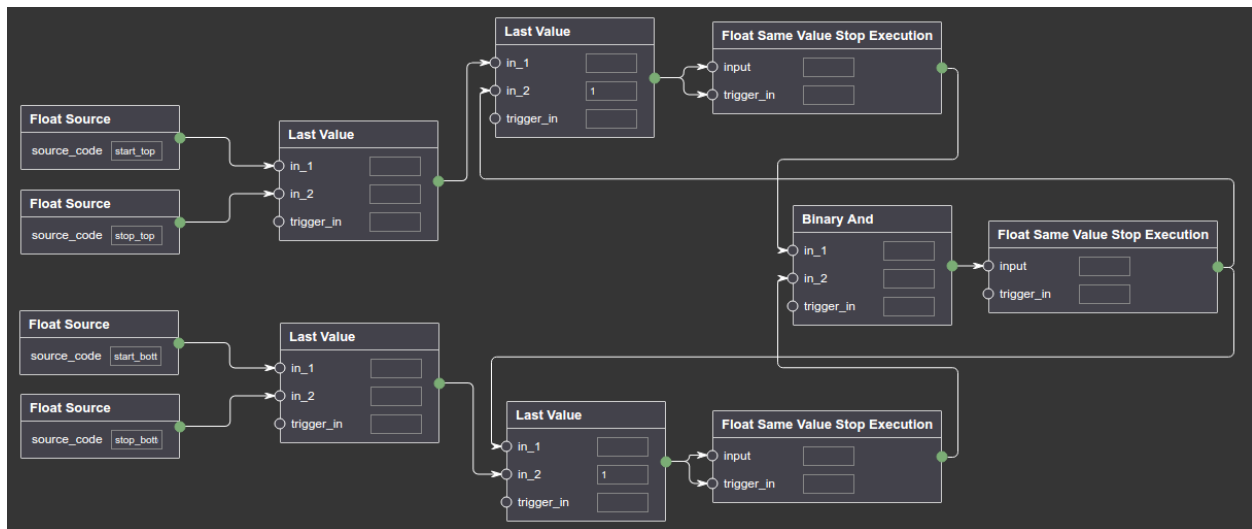 Last Value
in_1
in_2 1
trigger_in
Float Same Value Stop Execution
input
trigger_in
Float Source
source_code start_top
Last Value
in_1
in_2
trigger_in
Float Source
source_code stop_top
Binary And
in_1
in_2
trigger_in
Float Same Value Stop Execution
input
trigger_in
Float Source
source_code start_bott
Last Value
in_1
in_2
trigger_in
Float Source
source_code stop_bott
Last Value
in_1
in_2 1
trigger_in
Float Same Value Stop Execution
input
trigger_in